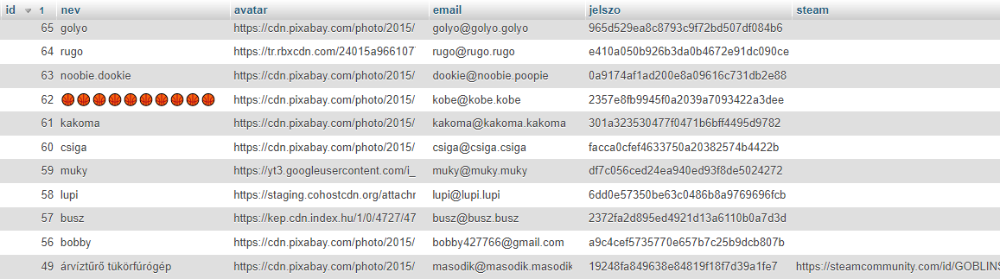 id 1 nev avatar email jelszo steam
65 golyo https://cdn.pixabay.com/photo/2015/ golyo@golyo.golyo 965d529ea8c8793c9f72bd507df084b6
64 rugo https://tr.rbxcdn.com/24015a966107 rugo@rugo.rugo e410a050b926b3da0b4672e91dc090ce
63 noobie.dookie https://cdn.pixabay.com/photo/2015/ dookie@noobie.poopie 0a9174af1ad200e8a09616c731db2e88
62 🏀🏀🏀🏀🏀🏀🏀🏀🏀🏀 https://cdn.pixabay.com/photo/2015/ kobe@kobe.kobe 2357e8fb9945f0a2039a7093422a3dee
61 kakoma https://cdn.pixabay.com/photo/2015/ kakoma@kakoma.kakoma 301a323530477f0471b6bff4495d9782
60 csiga https://cdn.pixabay.com/photo/2015/ csiga@csiga.csiga facca0cfef4633750a20382574b4422b
59 muky https://yt3.googleusercontent.com/i_ muky@muky.muky df7c056ced24ea940ed93f8de5024272
58 lupi https://staging.cohostcdn.org/attachr lupi@lupi.lupi 6dd0e57350be63c0486b8a9769696fcb
57 busz https://kep.cdn.index.hu/1/0/4727/47 busz@busz.busz 2372fa2d895ed4921d13a6110b0a7d3d
56 bobby https://cdn.pixabay.com/photo/2015/ bobby427766@gmail.com a9c4cef5735770e657b7c25b9dcb807b
49 árvíztűrő tükörfúrógép https://cdn.pixabay.com/photo/2015/ masodik@masodik.masodik 19248fa849638e84819f18f7d39a1fe7 https://steamcommunity.com/id/GOBLINS